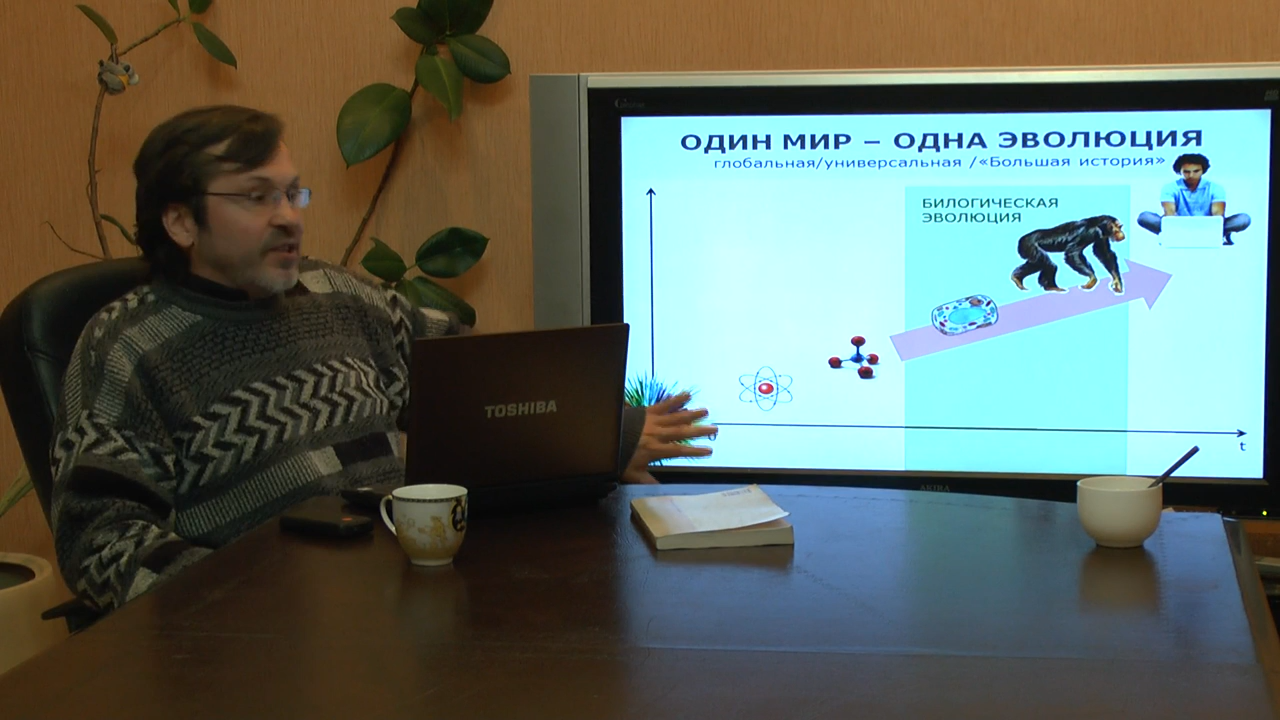 ОДИН МИР – ОДНА ЭВОЛЮЦИЯ
глобальная/универсальная /«Большая история»
БИЛОГИЧЕСКАЯ
ЭВОЛЮЦИЯ
t
TOSHIBA
AKIRA